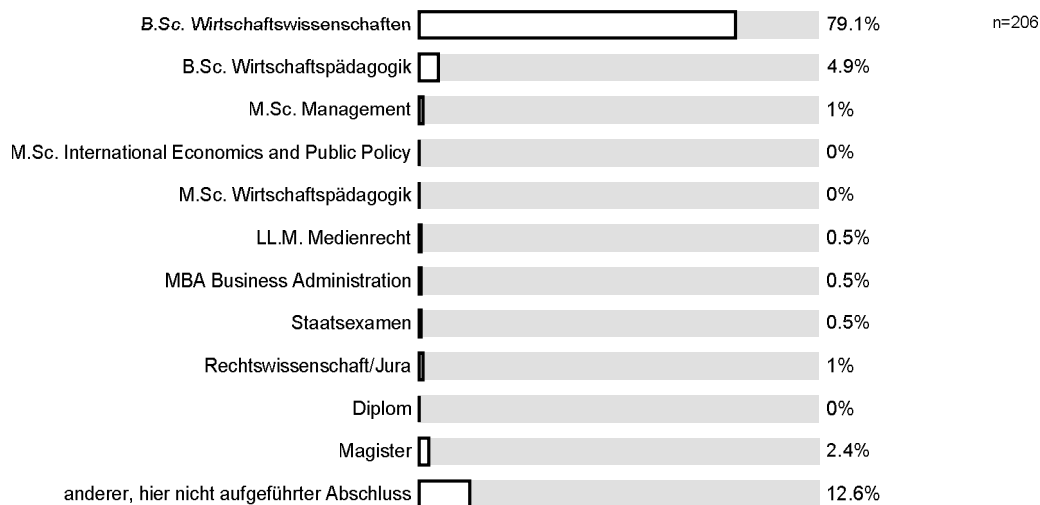 B.Sc. Wirtschaftswissenschaften 79.1% n=206
B.Sc. Wirtschaftspädagogik 4.9%
M.Sc. Management 1%
M.Sc. International Economics and Public Policy 0%
M.Sc. Wirtschaftspädagogik 0%
LL.M. Medienrecht 0.5%
MBA Business Administration 0.5%
Staatsexamen 0.5%
Rechtswissenschaft/Jura 1%
Diplom 0%
Magister 2.4%
anderer, hier nicht aufgeführter Abschluss 12.6%